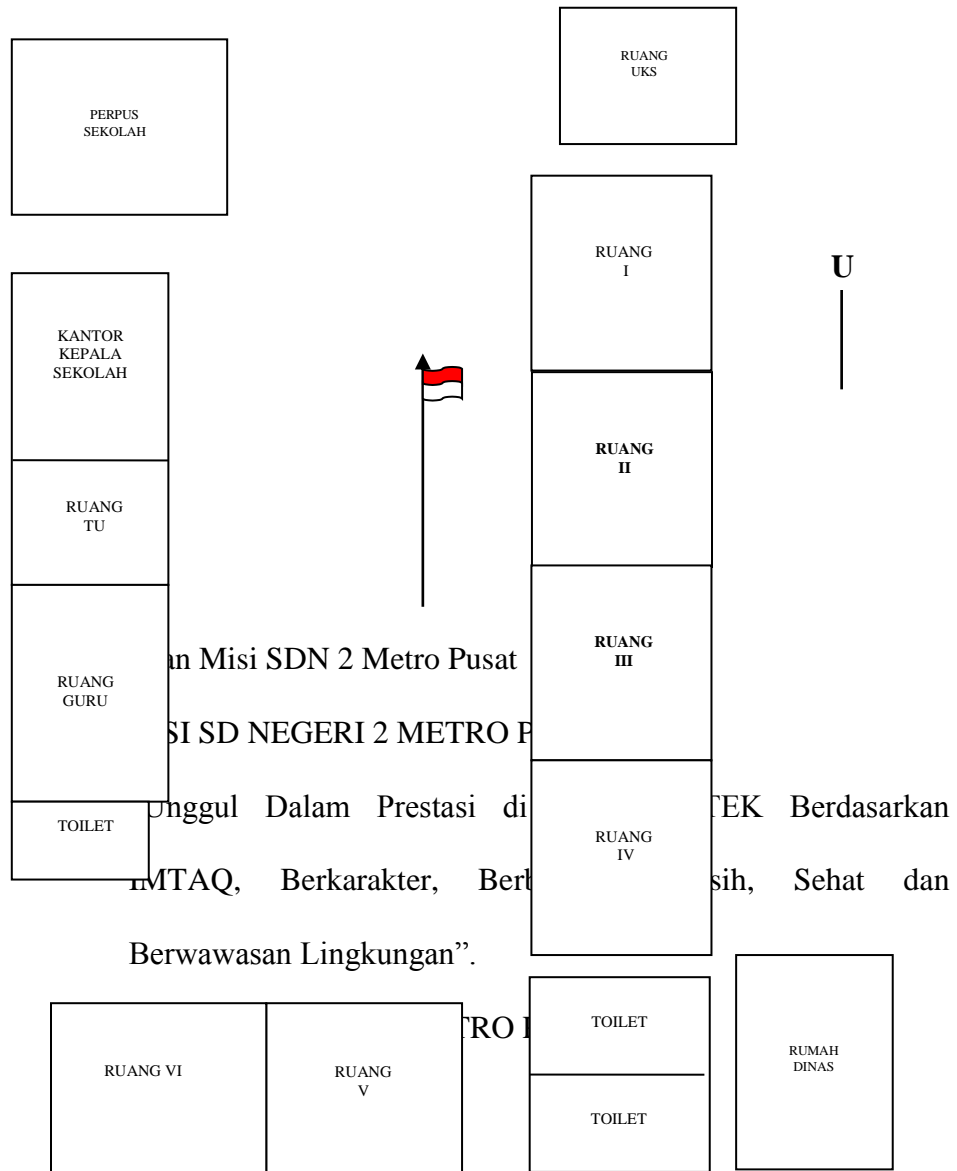 RUANG
UKS
PERPUS
SEKOLAH
RUANG
I
U
KANTOR
KEPALA
SEKOLAH
RUANG
II
RUANG
TU
RUANG
III
an Misi SDN 2 Metro Pusat
RUANG
GURU
SI SD NEGERI 2 METRO P
Unggul Dalam Prestasi di TEK Berdasarkan
TOILET
RUANG
IV
IMTAQ, Berkarakter, Berb sih, Sehat dan
Berwawasan Lingkungan”.
TRO
TOILET
RUMAH
DINAS
RUANG VI
RUANG
V
TOILET